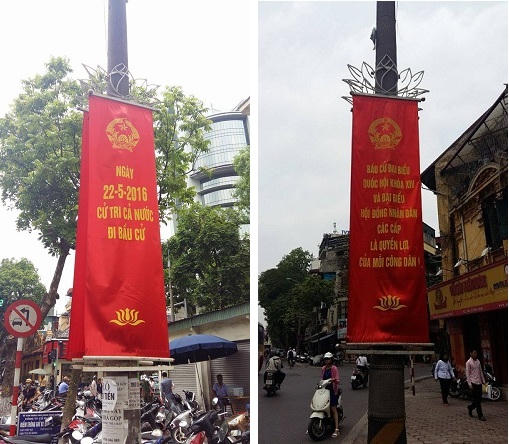 NGÀY
22-5-2016
CỬ TRI CẢ NƯỚC
ĐI BẦU CỬ
BẦU CỬ ĐẠI BIỂU
QUỐC HỘI KHÓA XIV
VÀ ĐẠI BIỂU
HỘI ĐỒNG NHÂN DÂN
CÁC CẤP
LÀ QUYỀN LỢI
CỦA MỖI CÔNG DÂN !